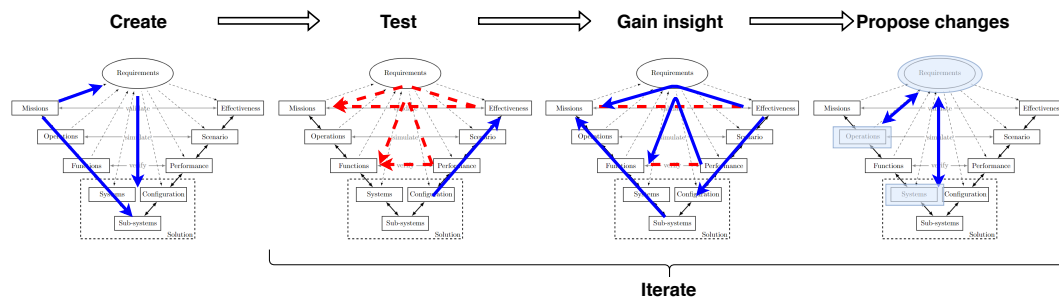 Create
Test
Gain insight
Propose changes
Requirements
Missions
Effectiveness
Operations
Scenario
Functions
verify
Performance
Systems
Configuration
Sub-systems
Solution
Requirements
Missions
Effectiveness
Operations
simulate
Scenario
Functions
Performance
Systems
Configuration
Sub-systems
Solution
Requirements
Missions
Effectiveness
Operations
simulate
Scenario
Functions
Performance
Systems
Configuration
Sub-systems
Solution
Requirements
Missions
Effectiveness
Operations
simulate
Scenario
Functions
verify
Performance
Systems
Configuration
Sub-systems
Solution
Iterate